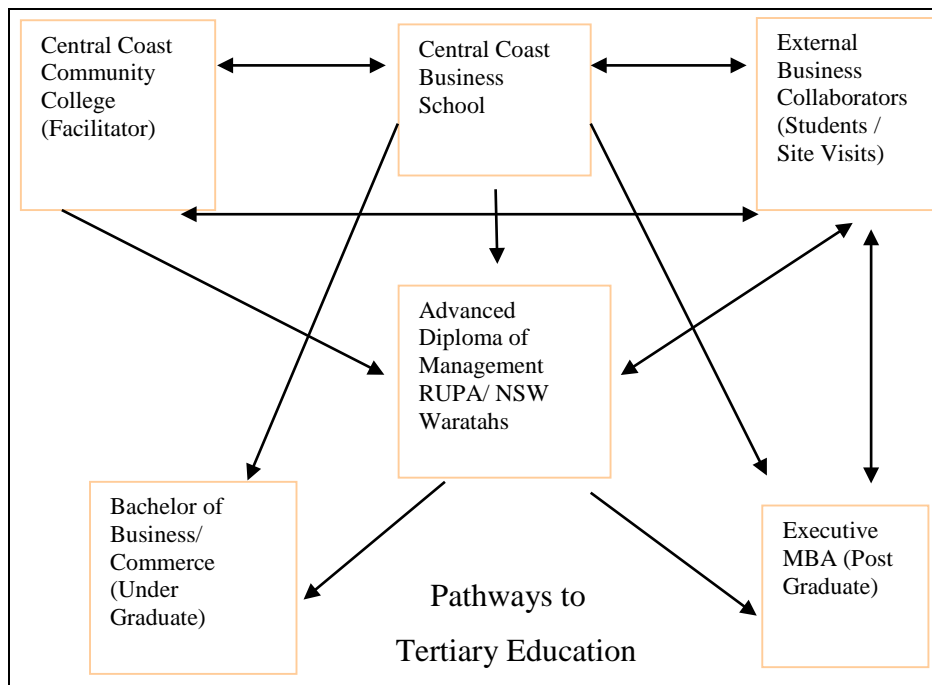 Central Coast
Community
College
(Facilitator)
Central Coast
Business
School
External
Business
Collaborators
(Students /
Site Visits)
Advanced
Diploma of
Management
RUPA/ NSW
Waratahs
Bachelor of
Business/
Commerce
(Under
Graduate)
Executive
MBA (Post
Graduate)
Pathways to
Tertiary Education